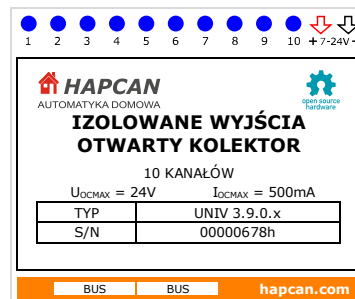 1 2 3 4 5 6 7 8 9 10 +7-24V-
HAPCAN
AUTOMATYKA DOMOWA
open source
hardware
IZOLOWANE WYJŚCIA
OTWARTY KOLEKTOR
10 KANAŁÓW
UOCMAX = 24V IOCMAX = 500mA
TYP UNIV 3.9.0.x
S/N 00000678h
BUS BUS hapcan.com